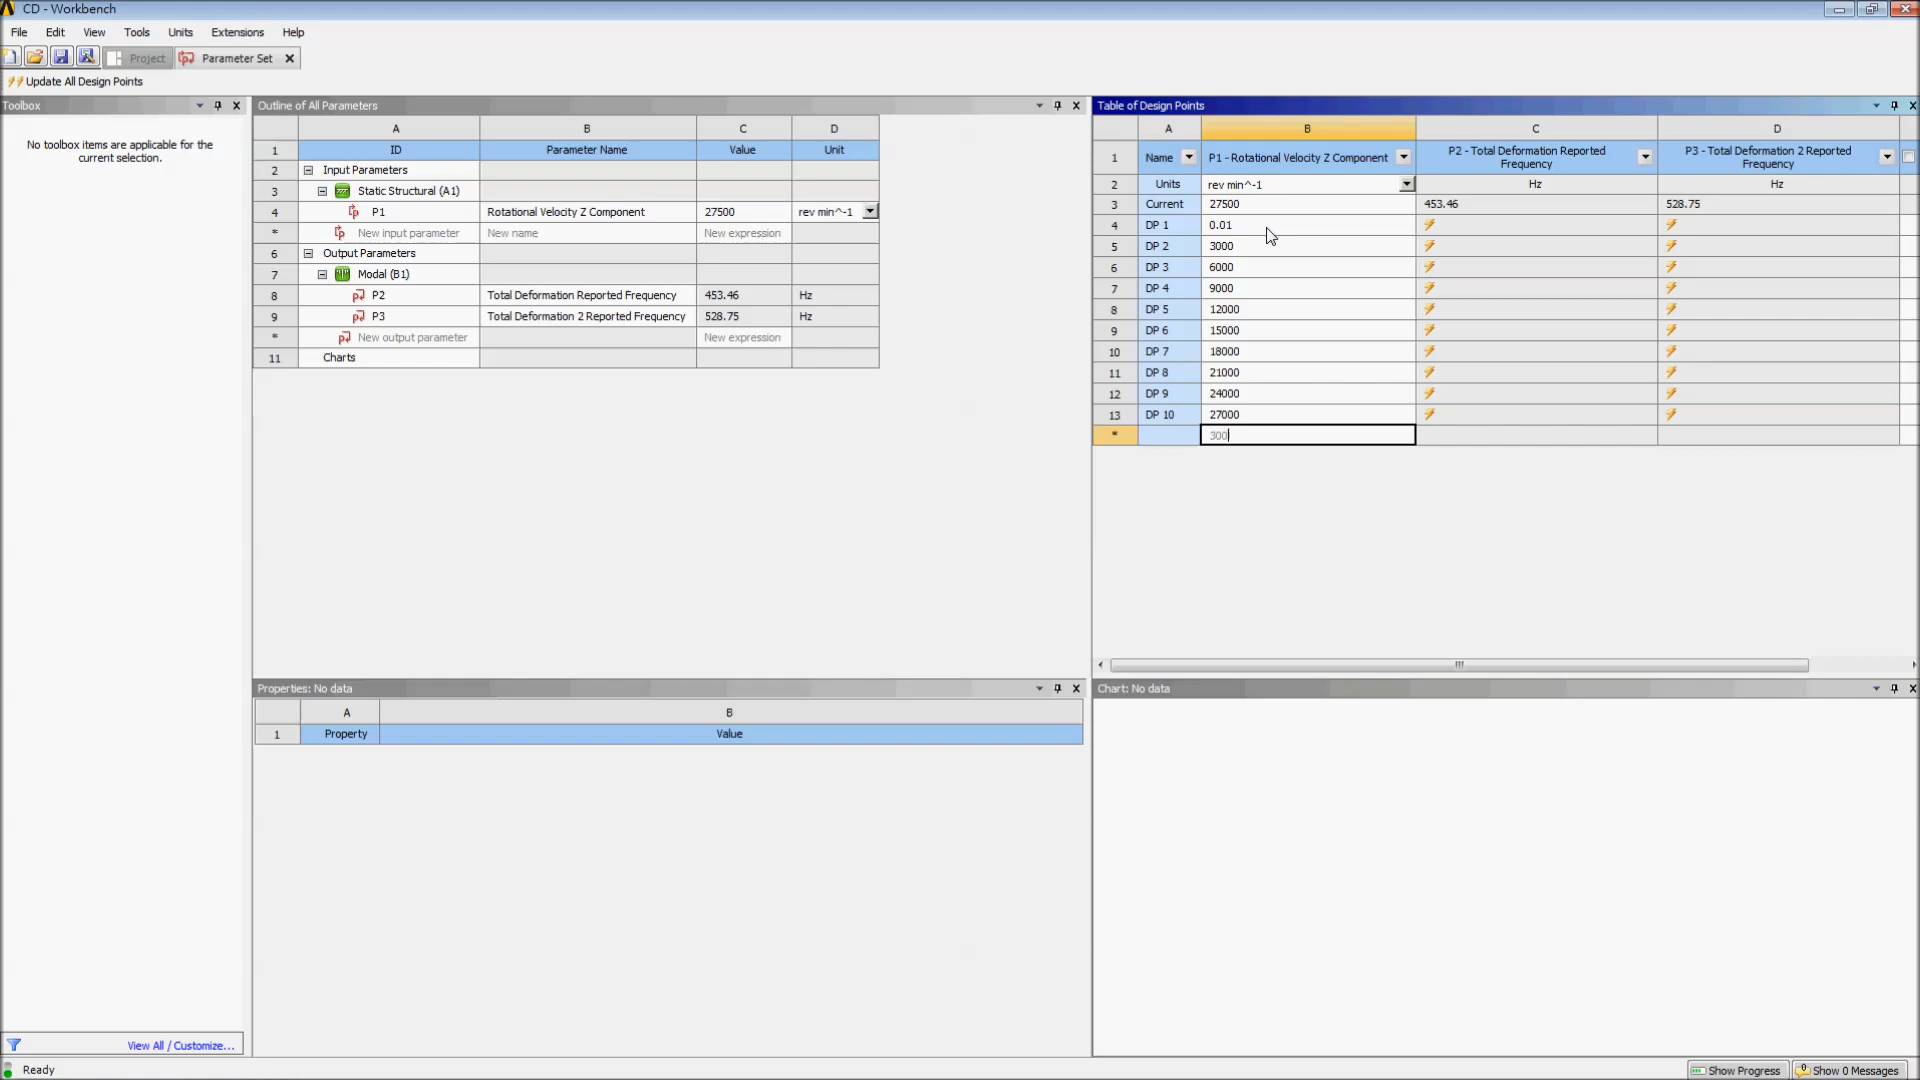 CD - Workbench
File Edit View Tools Units Extensions Help
Project Parameter Set
Update All Design Points
Toolbox
No toolbox items are applicable for the
current selection.
View All / Customize...
Outline of All Parameters
A B C D
1 ID Parameter Name Value Unit
2 Input Parameters
3 Static Structural (A1)
4 P1 Rotational Velocity Z Component 27500 rev min^-1
* New input parameter New name New expression
6 Output Parameters
7 Modal (B1)
8 P2 Total Deformation Reported Frequency 453.46 Hz
9 P3 Total Deformation 2 Reported Frequency 528.75 Hz
* New output parameter New expression
11 Charts
Properties: No data
A B
1 Property Value
Table of Design Points
A B C D
1 Name P1 - Rotational Velocity Z Component P2 - Total Deformation Reported Frequency P3 - Total Deformation 2 Reported Frequency
2 Units rev min^-1 Hz Hz
3 Current 27500 453.46 528.75
4 DP 1 0.01
5 DP 2 3000
6 DP 3 6000
7 DP 4 9000
8 DP 5 12000
9 DP 6 15000
10 DP 7 18000
11 DP 8 21000
12 DP 9 24000
13 DP 10 27000
* 300
Chart: No data
Ready
Show Progress Show 0 Messages